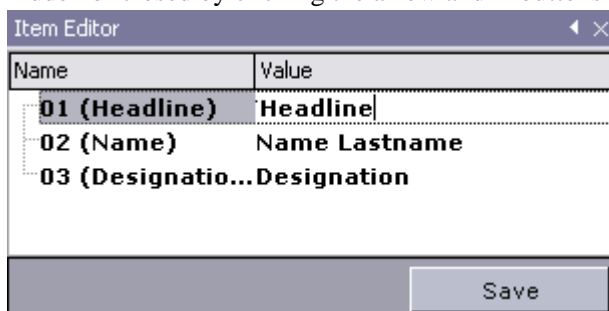 Item Editor
Name Value
01 (Headline) Headline
02 (Name) Name Lastname
03 (Designatio... Designation
Save